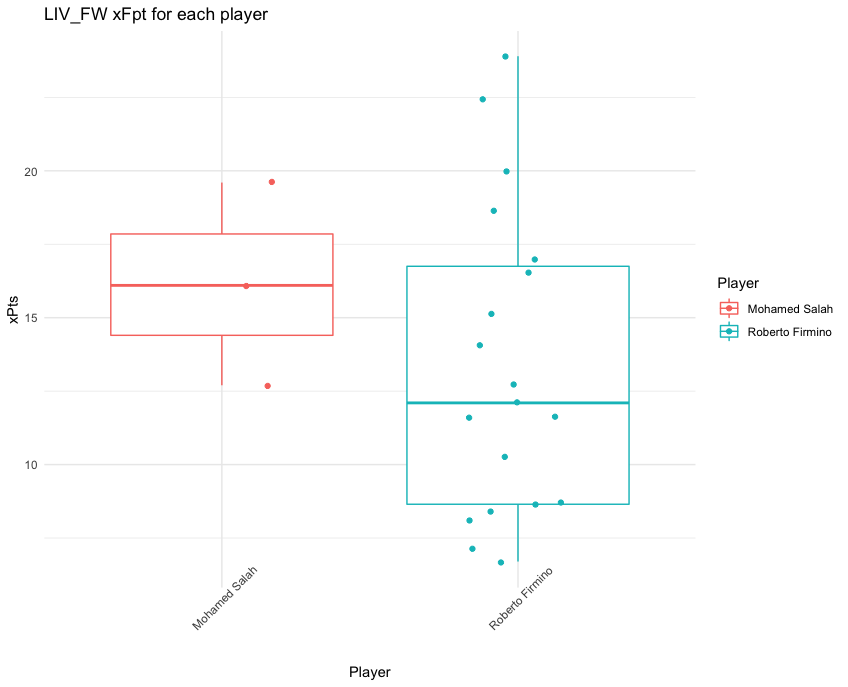 LIV_FW xFpt for each player
xPts
20
15
10
Mohamed Salah
Roberto Firmino
Player
Player
Mohamed Salah
Roberto Firmino